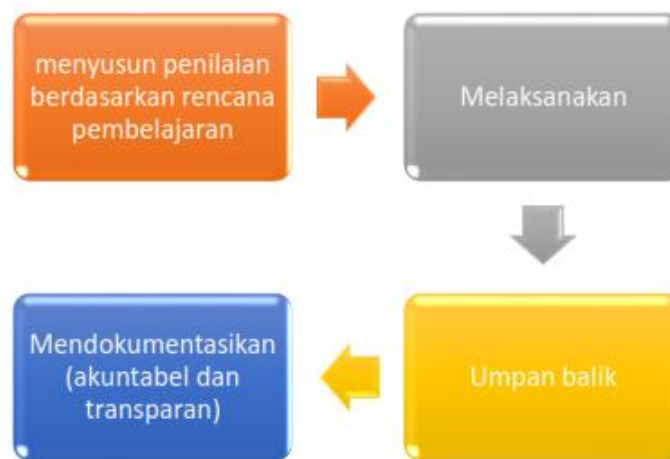 menyusun penilaian
berdasarkan rencana
pembelajaran
Melaksanakan
Umpan balik
Mendokumentasikan
(akuntabel dan
transparan)